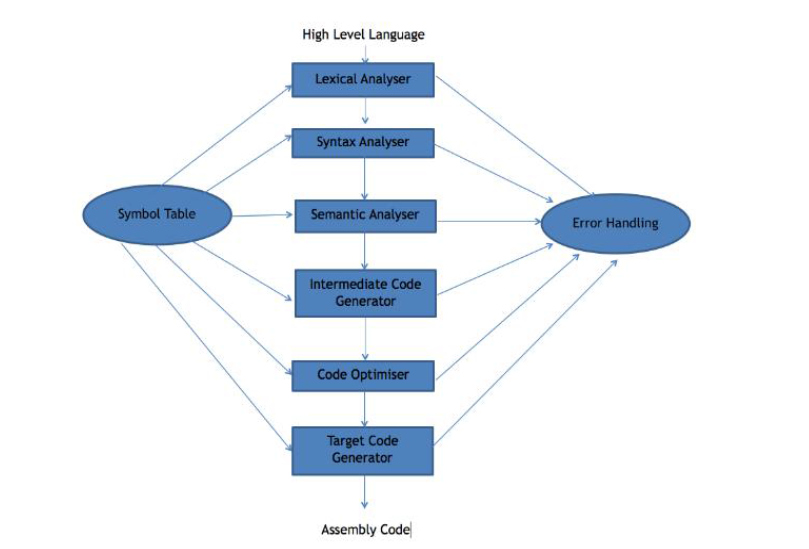 High Level Language
Lexical Analyser
Syntax Analyser
Symbol Table
Semantic Analyser
Error Handling
Intermediate Code
Generator
Code Optimiser
Target Code
Generator
Assembly Code